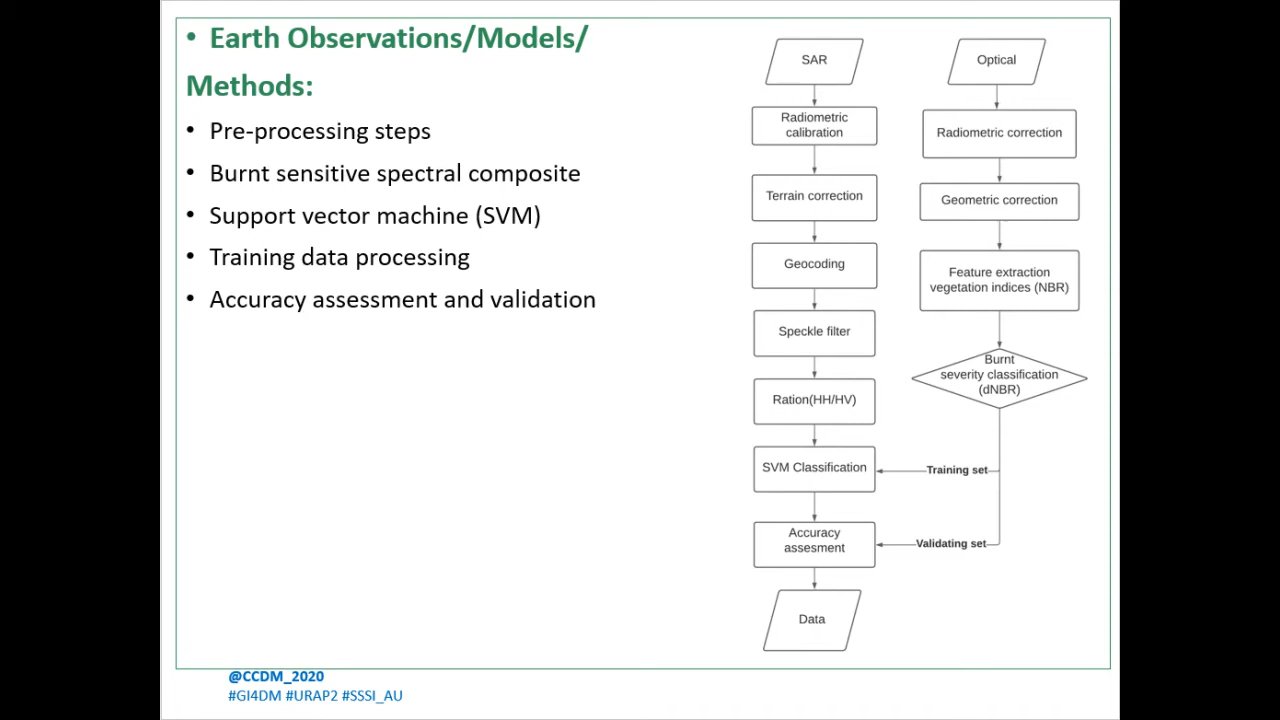 • Earth Observations/Models/
Methods:
• Pre-processing steps
• Burnt sensitive spectral composite
• Support vector machine (SVM)
• Training data processing
• Accuracy assessment and validation
SAR
Radiometric
calibration
Terrain correction
Geocoding
Speckle filter
Ration(HH/HV)
SVM Classification
Accuracy
assesment
Data
Optical
Radiometric correction
Geometric correction
Feature extraction
vegetation indices (NBR)
Burnt
severity classification
(dNBR)
Training set
Validating set
@CCDM_2020
#GI4DM #URAP2 #SSSI_AU